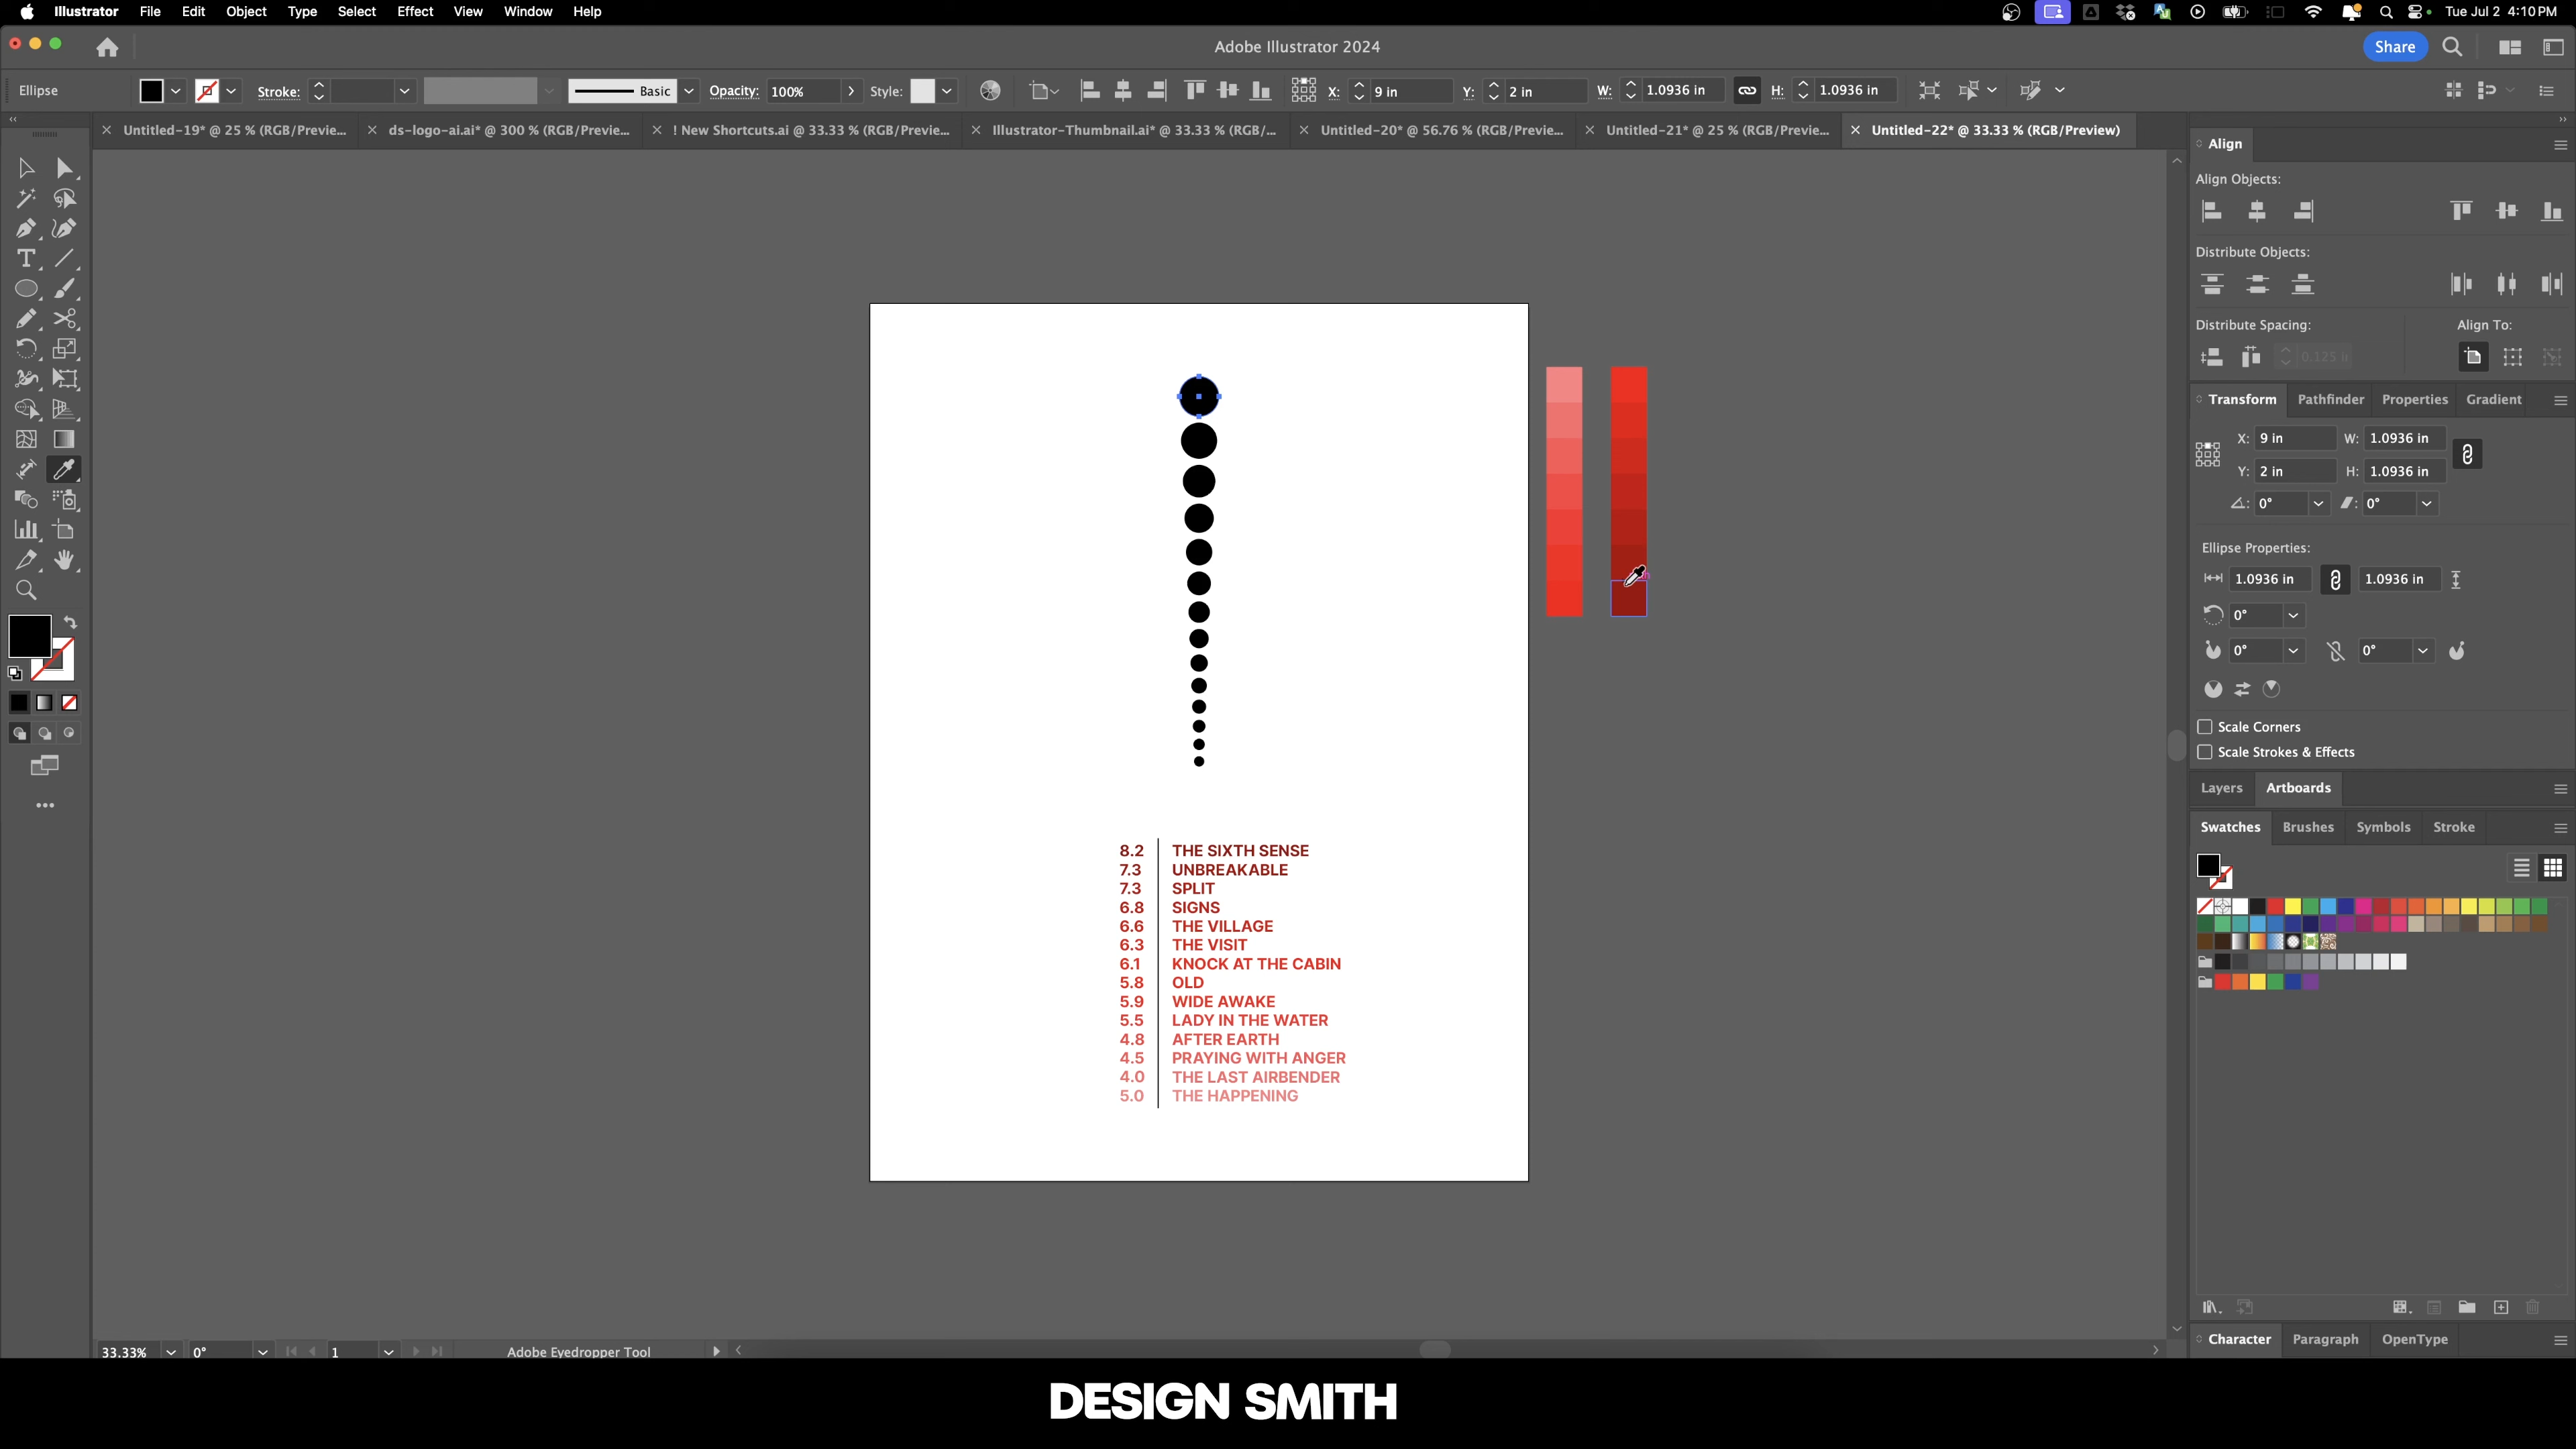 Illustrator File Edit Object Type Select Effect View Window Help Tue Jul 2 4:10 PM
Adobe Illustrator 2024 Share
Ellipse Stroke: Basic Opacity: 100% Style: X: 9 in Y: 2 in W: 1.0936 in H: 1.0936 in
Untitled-19* @ 25 % (RGB/Previe... ds-logo-ai.ai* @ 300 % (RGB/Previe... ! New Shortcuts.ai @ 33.33 % (RGB/Previe... Illustrator-Thumbnail.ai* @ 33.33 % (RGB/... Untitled-20* @ 56.76 % (RGB/Previe... Untitled-21* @ 25 % (RGB/Previe... Untitled-22* @ 33.33 % (RGB/Preview)
Align
Align Objects:
Distribute Objects:
Distribute Spacing: Align To:
0.125 i
Transform Pathfinder Properties Gradient
X: 9 in W: 1.0936 in
Y: 2 in H: 1.0936 in
0° 0°
Ellipse Properties:
1.0936 in 1.0936 in
0°
0° 0°
Scale Corners
Scale Strokes & Effects
Layers Artboards
Swatches Brushes Symbols Stroke
8.2 THE SIXTH SENSE
7.3 UNBREAKABLE
7.3 SPLIT
6.8 SIGNS
6.6 THE VILLAGE
6.3 THE VISIT
6.1 KNOCK AT THE CABIN
5.8 OLD
5.9 WIDE AWAKE
5.5 LADY IN THE WATER
4.8 AFTER EARTH
4.5 PRAYING WITH ANGER
4.0 THE LAST AIRBENDER
5.0 THE HAPPENING
Character Paragraph OpenType
33.33% 0° 1 Adobe Eyedropper Tool
DESIGN SMITH